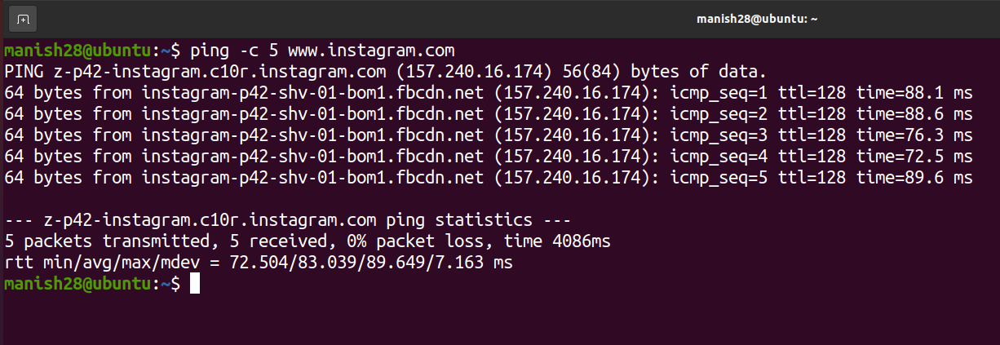 manish28@ubuntu: ~
manish28@ubuntu:~$ ping -c 5 www.instagram.com
PING z-p42-instagram.c10r.instagram.com (157.240.16.174) 56(84) bytes of data.
64 bytes from instagram-p42-shv-01-bom1.fbcdn.net (157.240.16.174): icmp_seq=1 ttl=128 time=88.1 ms
64 bytes from instagram-p42-shv-01-bom1.fbcdn.net (157.240.16.174): icmp_seq=2 ttl=128 time=88.6 ms
64 bytes from instagram-p42-shv-01-bom1.fbcdn.net (157.240.16.174): icmp_seq=3 ttl=128 time=76.3 ms
64 bytes from instagram-p42-shv-01-bom1.fbcdn.net (157.240.16.174): icmp_seq=4 ttl=128 time=72.5 ms
64 bytes from instagram-p42-shv-01-bom1.fbcdn.net (157.240.16.174): icmp_seq=5 ttl=128 time=89.6 ms
--- z-p42-instagram.c10r.instagram.com ping statistics ---
5 packets transmitted, 5 received, 0% packet loss, time 4086ms
rtt min/avg/max/mdev = 72.504/83.039/89.649/7.163 ms
manish28@ubuntu:~$